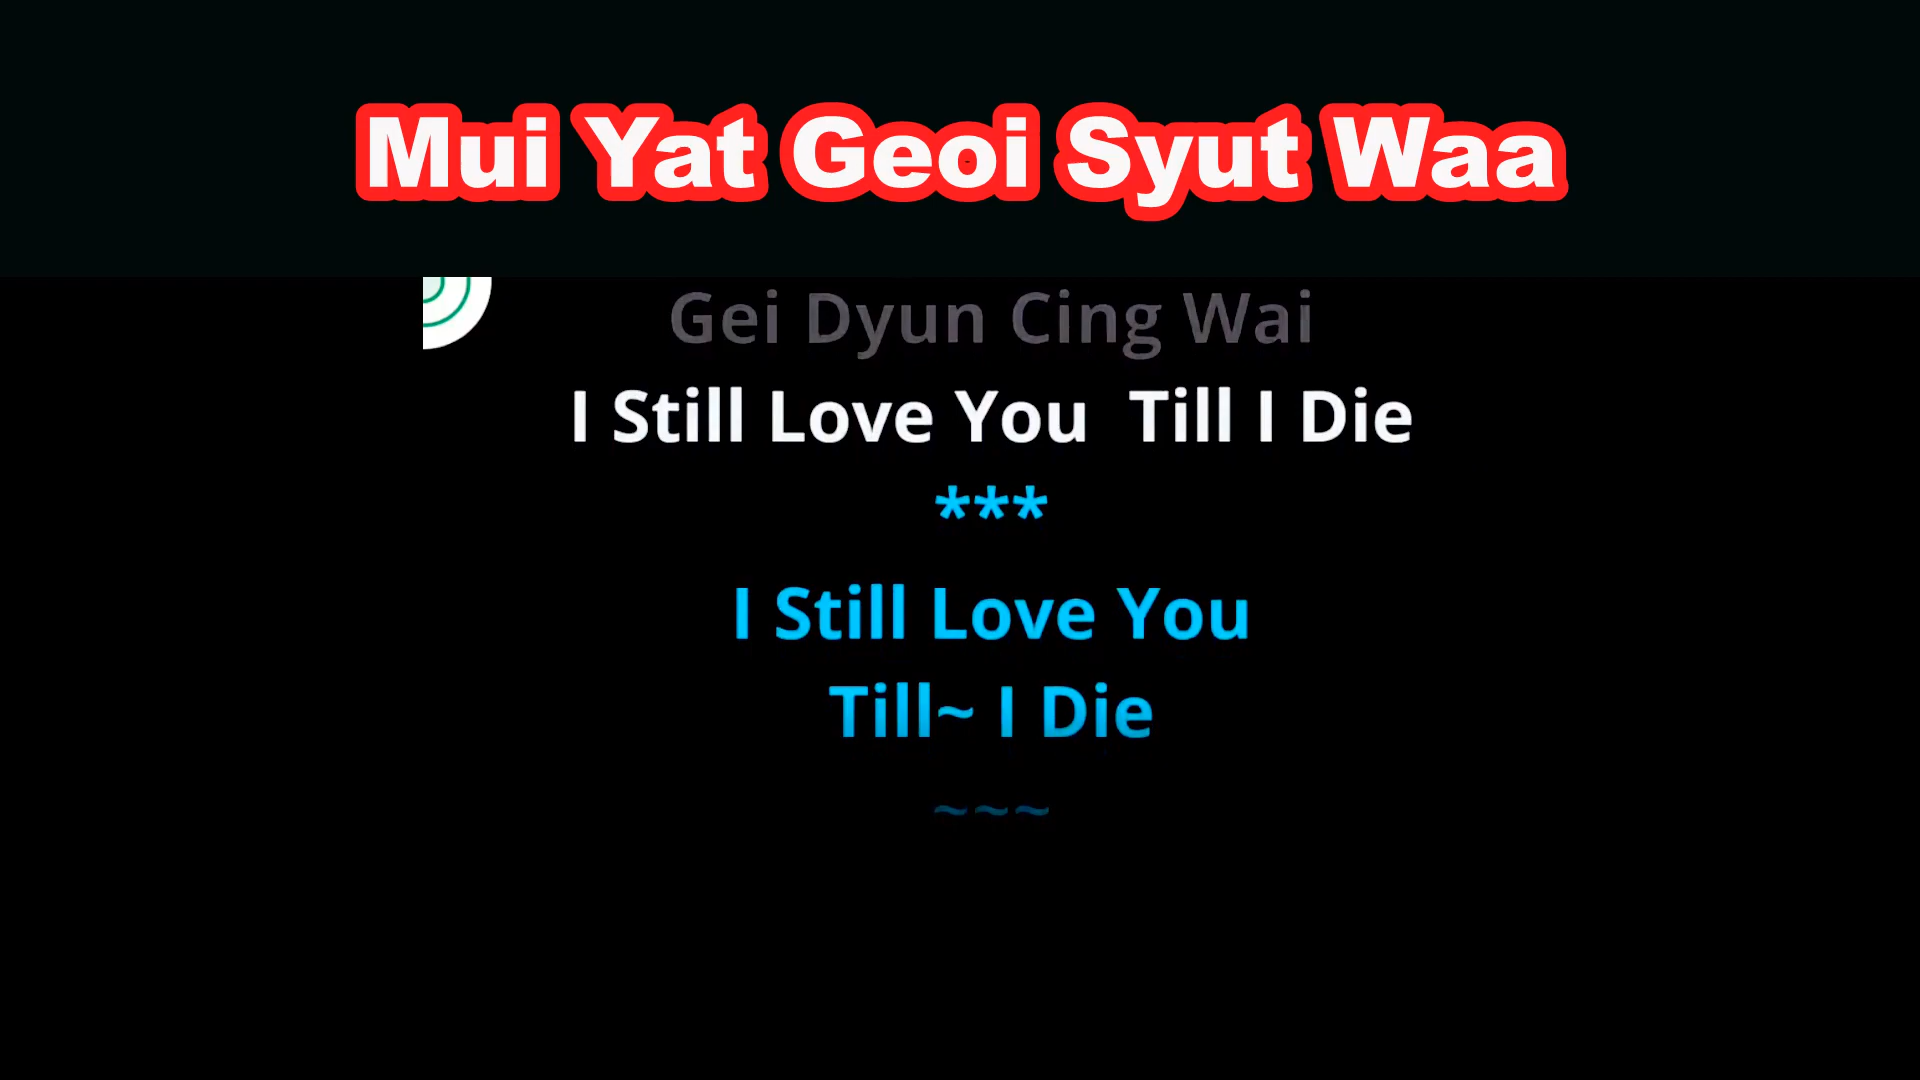 Mui Yat Geoi Syut Waa
Gei Dyun Cing Wai
I Still Love You  Till I Die
***
I Still Love You
Till~ I Die
~~~